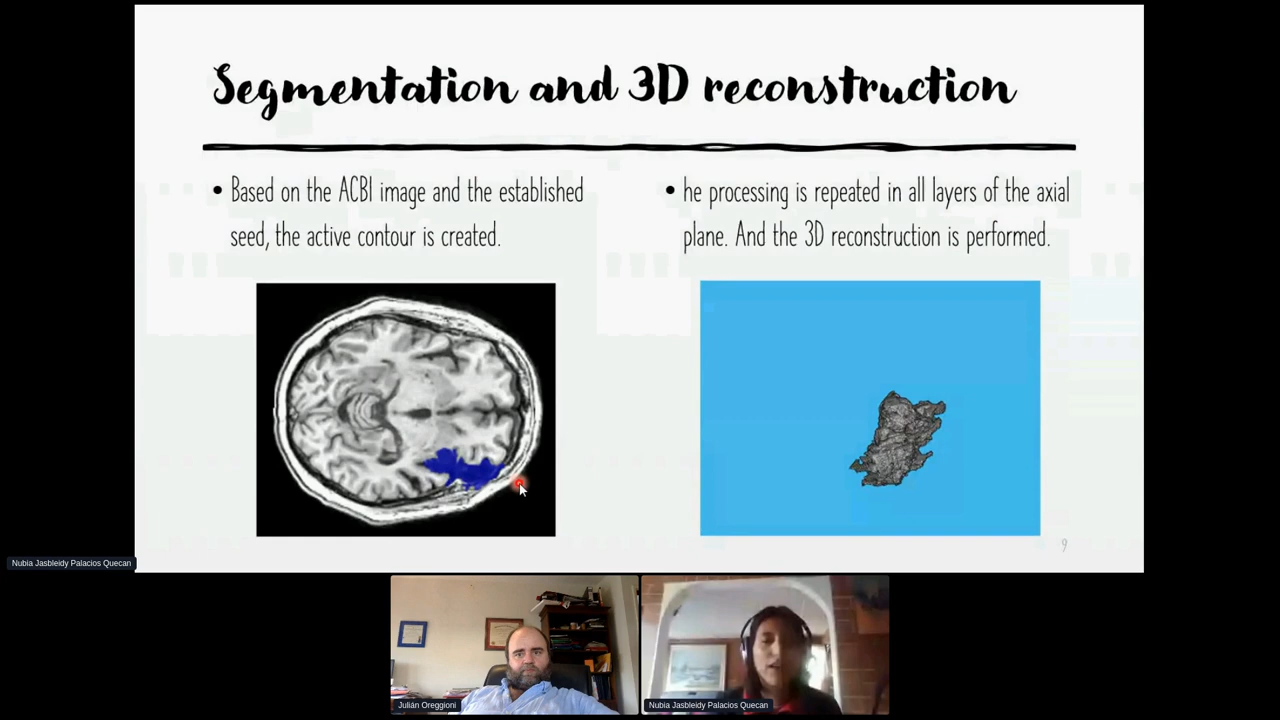 Segmentation and 3D reconstruction
• Based on the ACBI image and the established
seed, the active contour is created.
• he processing is repeated in all layers of the axial
plane. And the 3D reconstruction is performed.
9
Nubia Jasbleidy Palacios Quecan
Julián Oreggioni
Nubia Jasbleidy Palacios Quecan